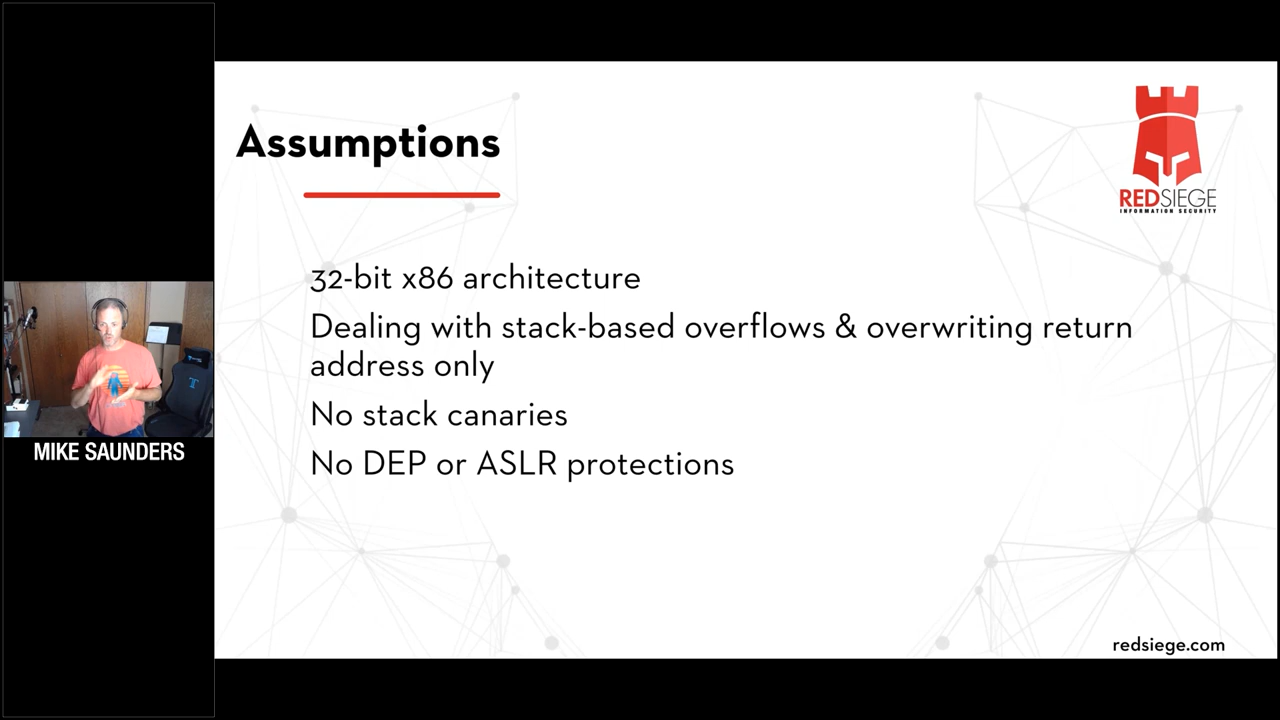 Assumptions
REDSIEGE
INFORMATION SECURITY
32-bit x86 architecture
Dealing with stack-based overflows & overwriting return
address only
No stack canaries
No DEP or ASLR protections
MIKE SAUNDERS
redsiege.com